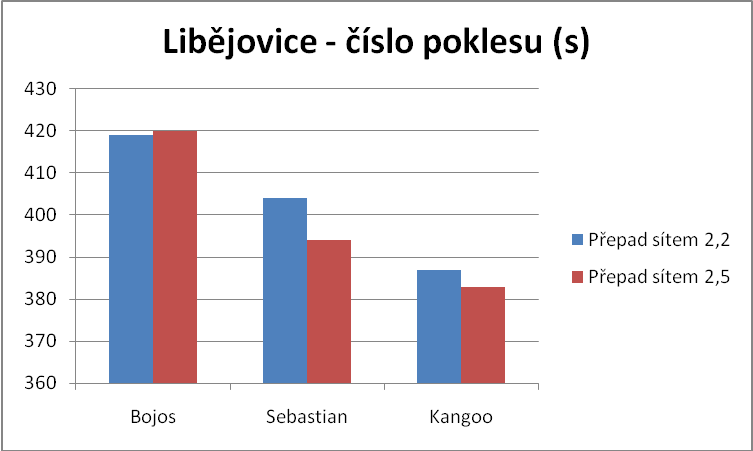 Libějovice - číslo poklesu (s)
430
420
410
400
390
380
370
360
Bojos
Sebastian
Kangoo
Přepad sítem 2,2
Přepad sítem 2,5